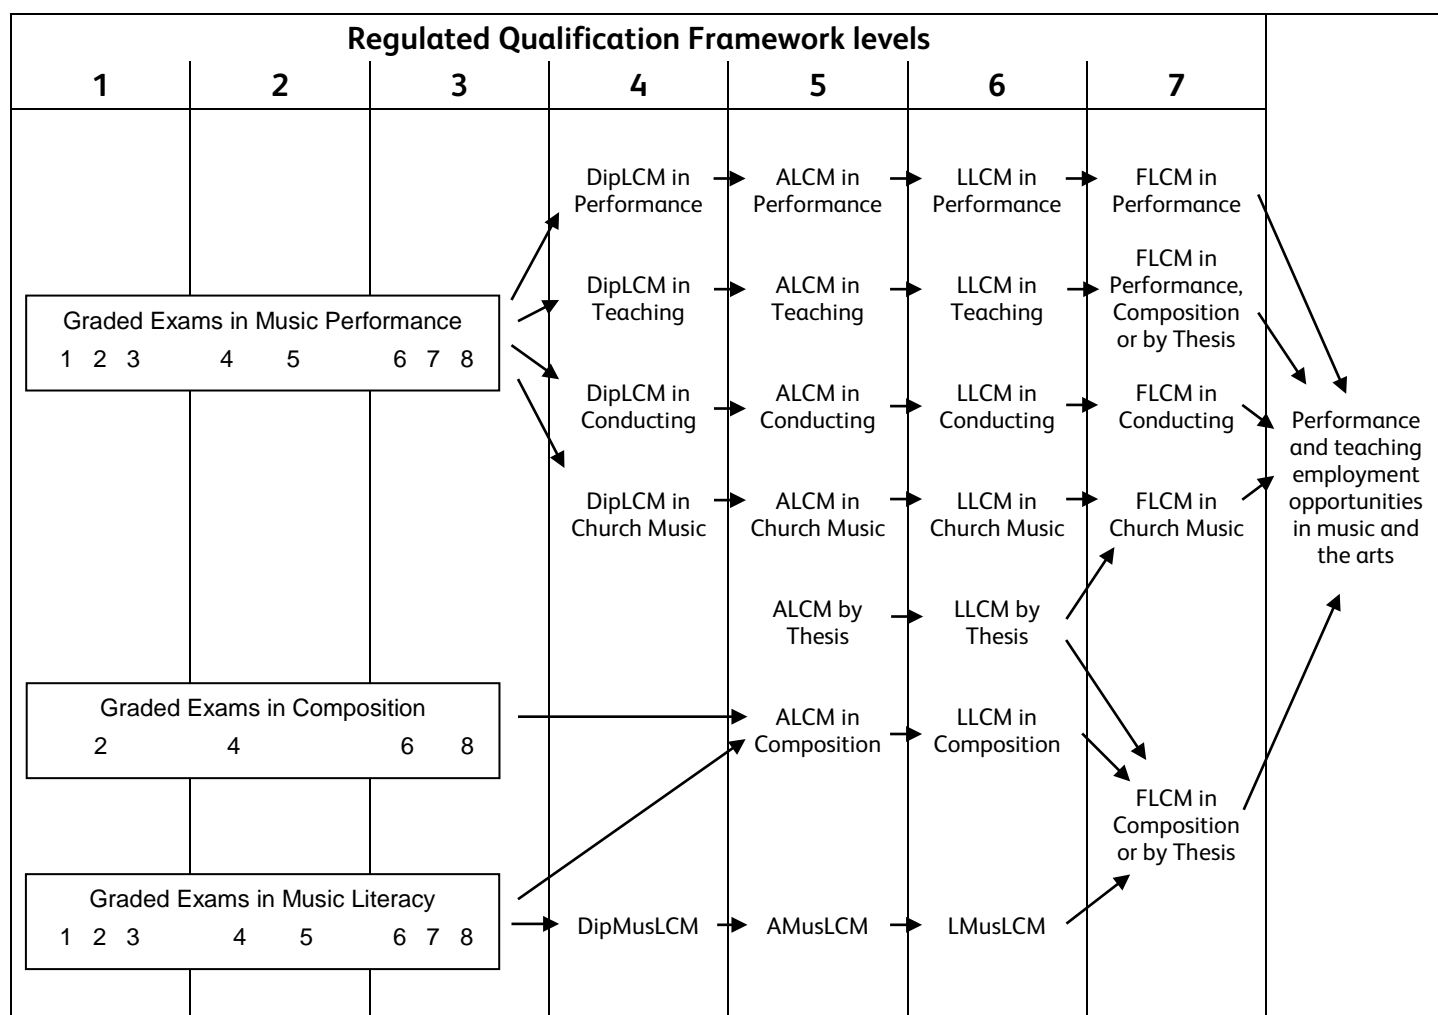 Regulated Qualification Framework levels
1 2 3 4 5 6 7
DipLCM in
Performance
ALCM in
Performance
LLCM in
Performance
FLCM in
Performance
DipLCM in
Teaching
ALCM in
Teaching
LLCM in
Teaching
FLCM in
Performance,
Composition
or by Thesis
Graded Exams in Music Performance
1 2 3 4 5 6 7 8
DipLCM in
Conducting
ALCM in
Conducting
LLCM in
Conducting
FLCM in
Conducting
Performance
and teaching
employment
opportunities
in music and
the arts
DipLCM in
Church Music
ALCM in
Church Music
LLCM in
Church Music
FLCM in
Church Music
ALCM by
Thesis
LLCM by
Thesis
Graded Exams in Composition
2 4 6 8
ALCM in
Composition
LLCM in
Composition
FLCM in
Composition
or by Thesis
Graded Exams in Music Literacy
1 2 3 4 5 6 7 8
DipMusLCM
AMusLCM
LMusLCM